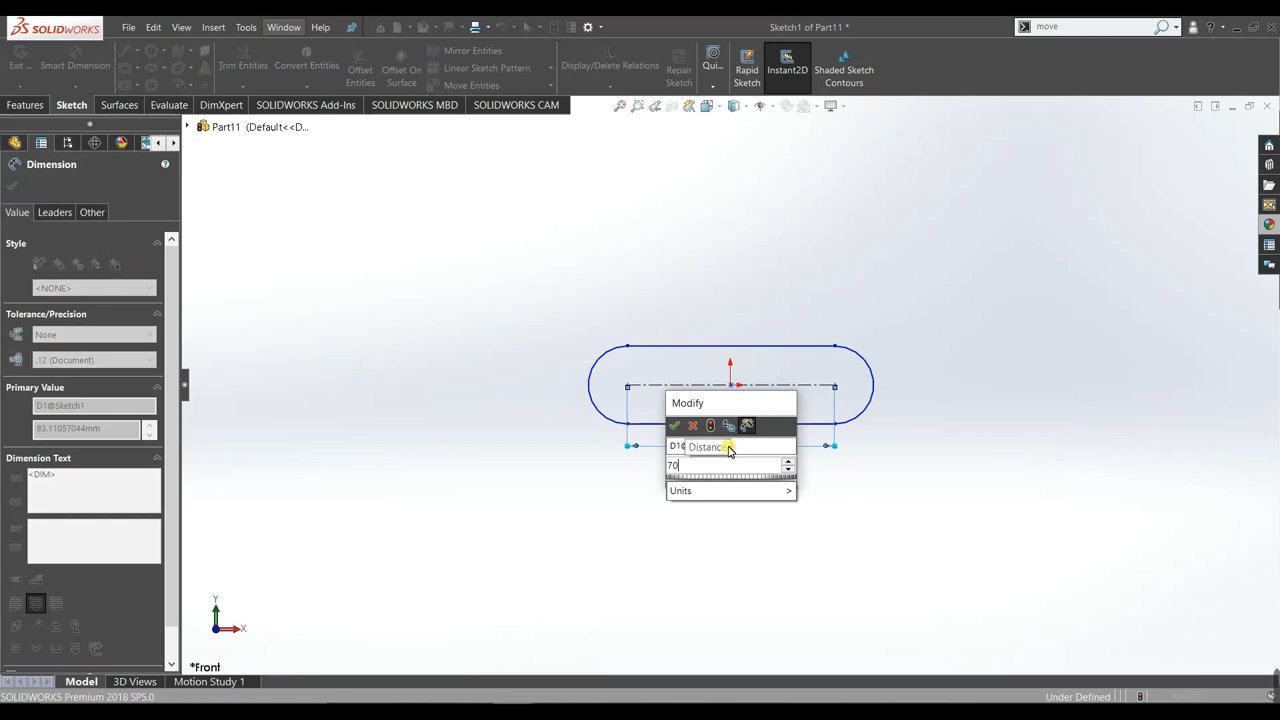 SOLIDWORKS
File Edit View Insert Tools Window Help
Sketch1 of Part11 *
move
Exit ...
Smart Dimension
Trim Entities
Convert Entities
Offset Entities
Offset On Surface
Mirror Entities
Linear Sketch Pattern
Move Entities
Display/Delete Relations
Repair Sketch
Qui...
Rapid Sketch
Instant2D
Shaded Sketch Contours
Features Sketch Surfaces Evaluate DimXpert SOLIDWORKS Add-Ins SOLIDWORKS MBD SOLIDWORKS CAM
Part11 (Default<<D...
Dimension
Value Leaders Other
Style
<NONE>
Tolerance/Precision
None
.12 (Document)
Primary Value
D1@Sketch1
83.11057044mm
Dimension Text
<DIM>
Modify
D1@
Distance
70
Units >
Y
X
*Front
Model 3D Views Motion Study 1
SOLIDWORKS Premium 2018 SP5.0
Under Defined